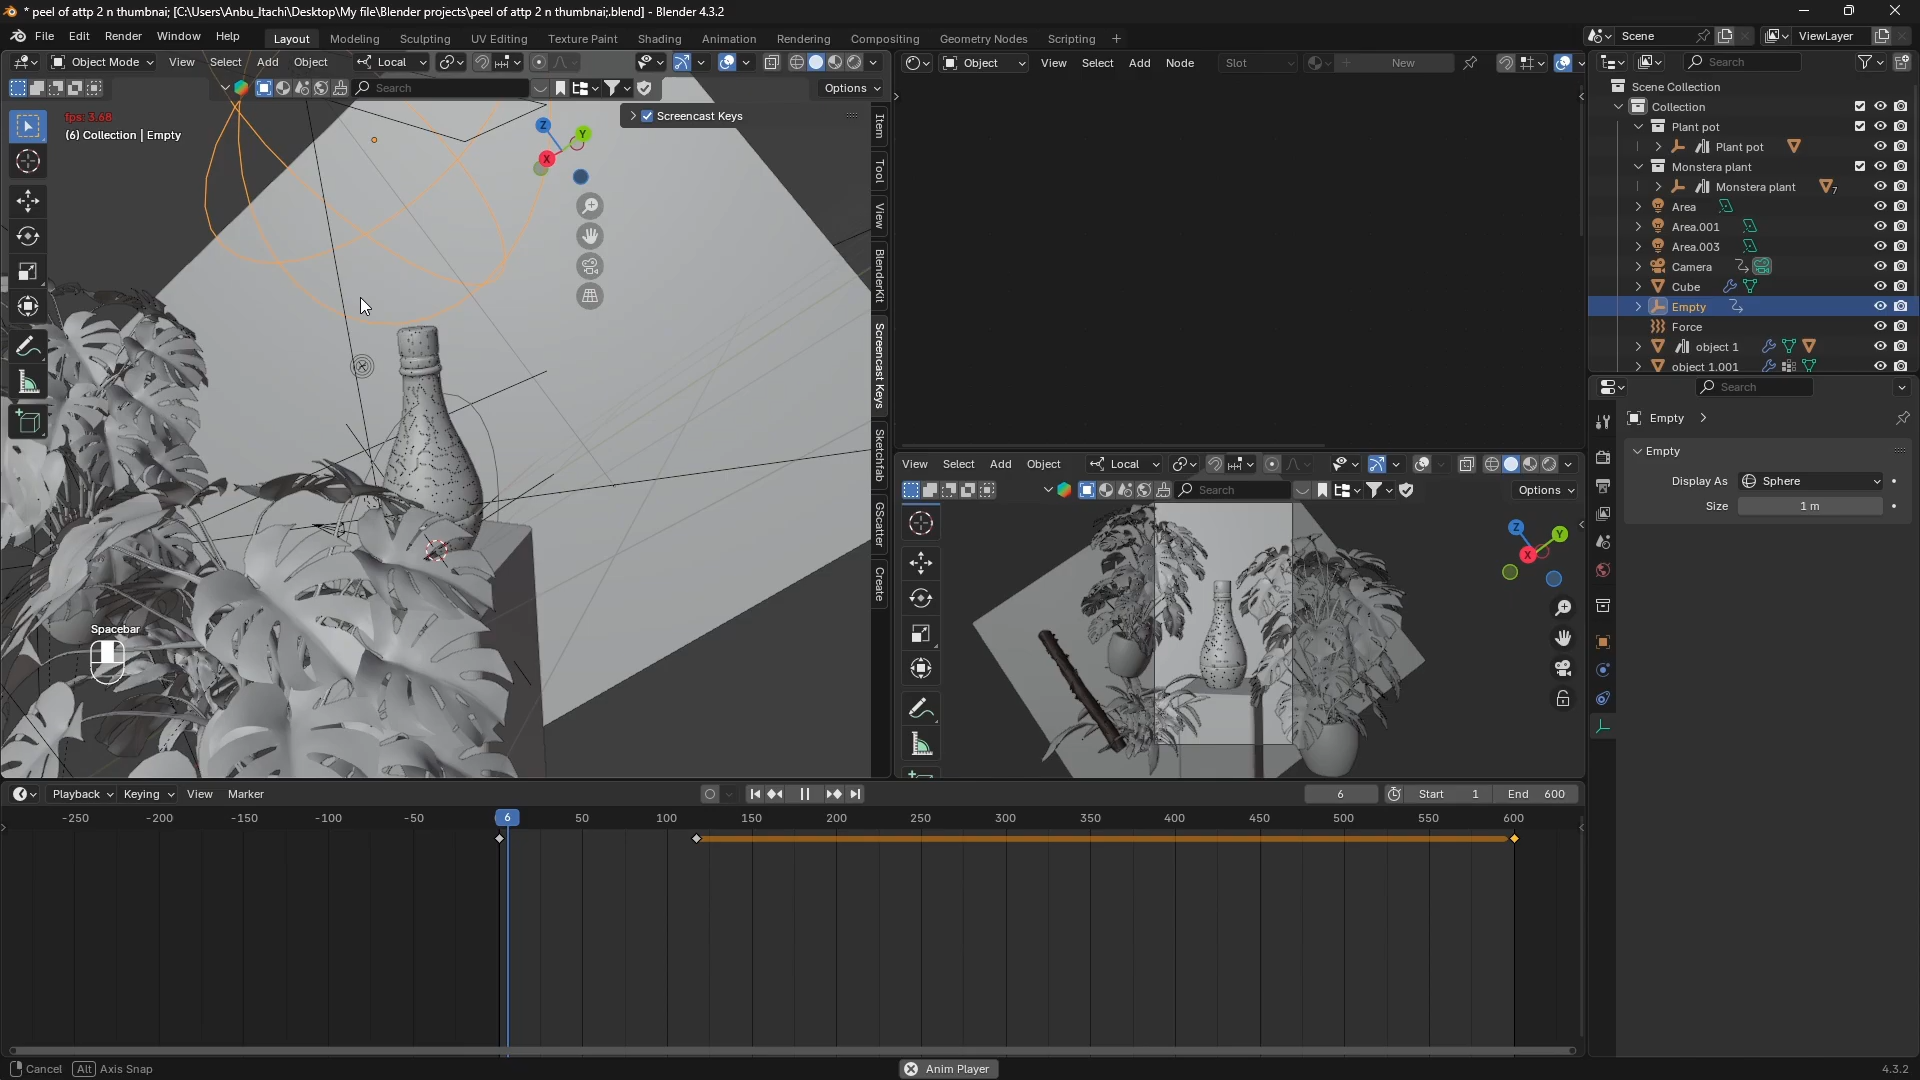 * peel of attp 2 n thumbnai; [C:\Users\Anbu_Itachi\Desktop\My file\Blender projects\peel of attp 2 n thumbnai;.blend] - Blender 4.3.2
File Edit Render Window Help Layout Modeling Sculpting UV Editing Texture Paint Shading Animation Rendering Compositing Geometry Nodes Scripting + Scene ViewLayer
Object Mode View Select Add Object Local
Object View Select Add Node Slot New
Search
Search Options
fps: 3.68
(6) Collection | Empty
Screencast Keys
Z Y X
Item
Tool
View
BlenderKit
Screencast Keys
Sketchfab
GScatter
Create
Spacebar
View Select Add Object Local
Search Options
Z Y X
Scene Collection
Collection
Plant pot
Plant pot
Monstera plant
Monstera plant 7
Area
Area.001
Area.003
Camera
Cube
Empty
Force
object 1
object 1.001
Search
Empty
Empty
Display As Sphere
Size 1 m
Playback Keying View Marker 6 Start 1 End 600
-250 -200 -150 -100 -50 6 50 100 150 200 250 300 350 400 450 500 550 600
Cancel Alt Axis Snap Anim Player 4.3.2